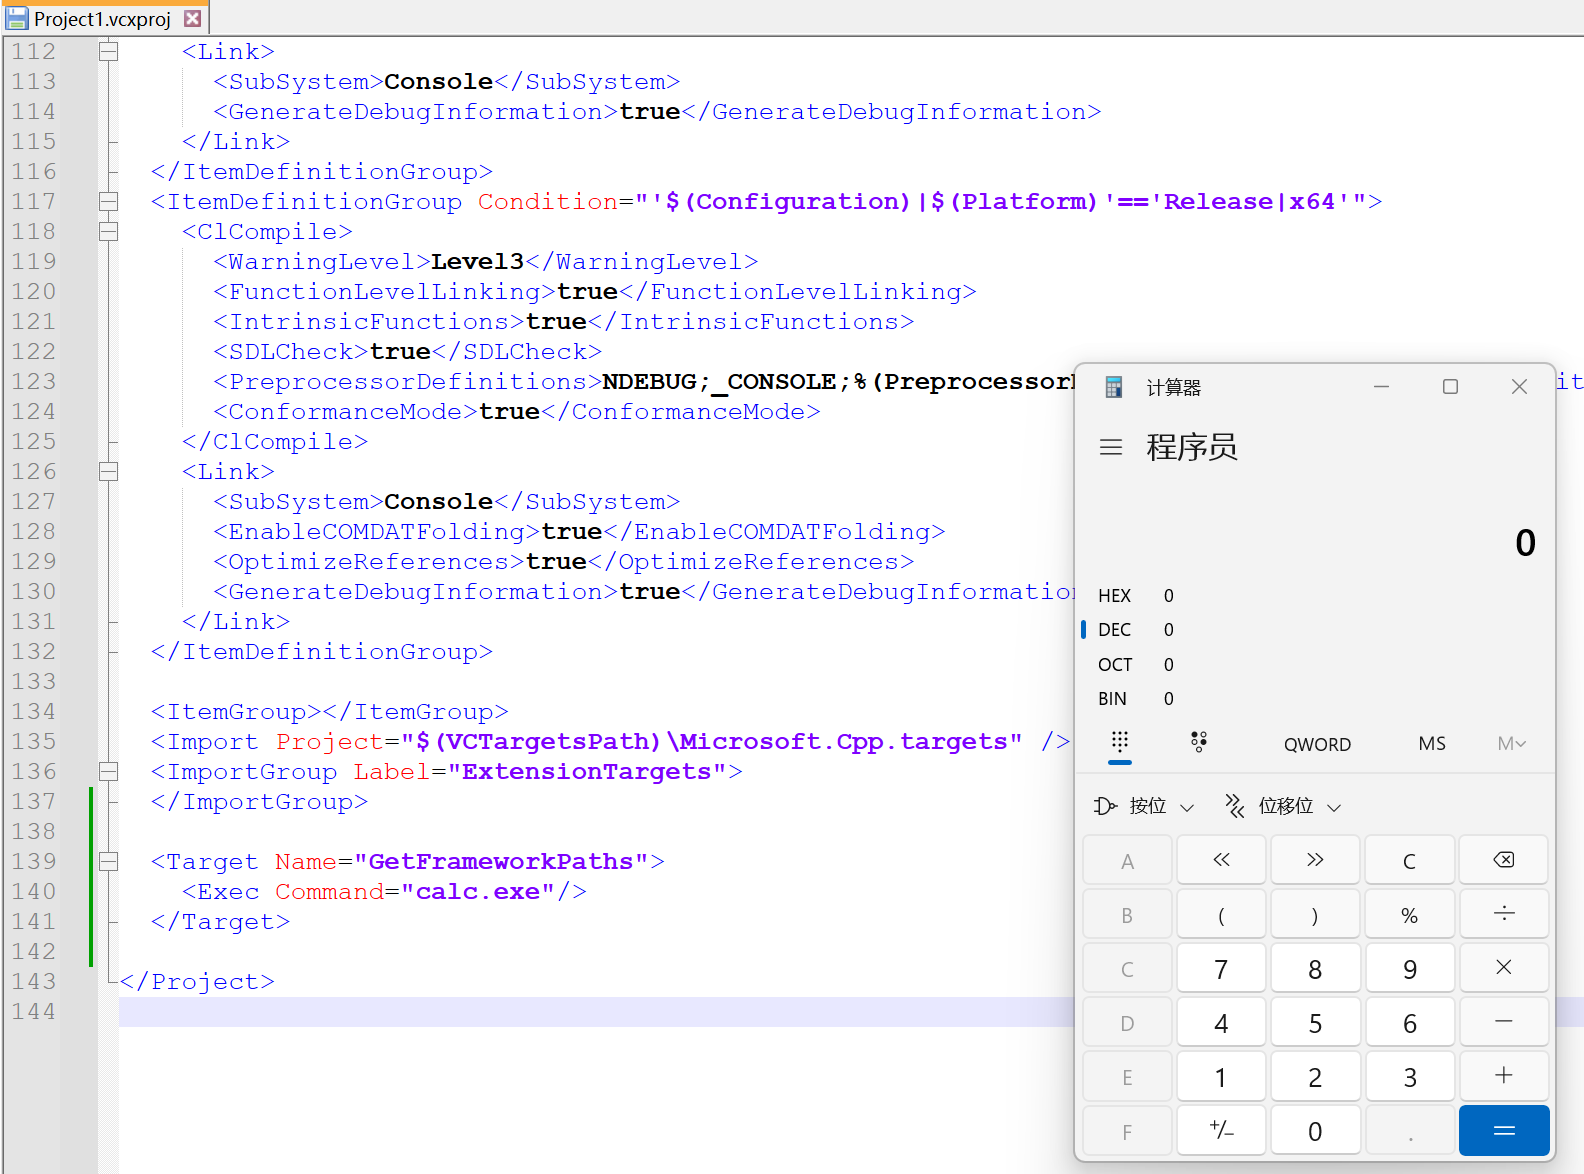 Project1.vcxproj
112 <Link>
113 <SubSystem>Console</SubSystem>
114 <GenerateDebugInformation>true</GenerateDebugInformation>
115 </Link>
116 </ItemDefinitionGroup>
117 <ItemDefinitionGroup Condition="'$(Configuration)|$(Platform)'=='Release|x64'">
118 <ClCompile>
119 <WarningLevel>Level3</WarningLevel>
120 <FunctionLevelLinking>true</FunctionLevelLinking>
121 <IntrinsicFunctions>true</IntrinsicFunctions>
122 <SDLCheck>true</SDLCheck>
123 <PreprocessorDefinitions>NDEBUG;_CONSOLE;%(Preprocessor it
124 <ConformanceMode>true</ConformanceMode>
125 </ClCompile>
126 <Link>
127 <SubSystem>Console</SubSystem>
128 <EnableCOMDATFolding>true</EnableCOMDATFolding>
129 <OptimizeReferences>true</OptimizeReferences>
130 <GenerateDebugInformation>true</GenerateDebugInformation
131 </Link>
132 </ItemDefinitionGroup>
133
134 <ItemGroup></ItemGroup>
135 <Import Project="$(VCTargetsPath)\Microsoft.Cpp.targets" />
136 <ImportGroup Label="ExtensionTargets">
137 </ImportGroup>
138
139 <Target Name="GetFrameworkPaths">
140 <Exec Command="calc.exe"/>
141 </Target>
142
143 </Project>
144
计算器
程序员
0
HEX 0
DEC 0
OCT 0
BIN 0
QWORD MS M
按位 位移位
A << >> C
B ( ) % ÷
C 7 8 9 ×
D 4 5 6 −
E 1 2 3 +
F +/− 0 . =